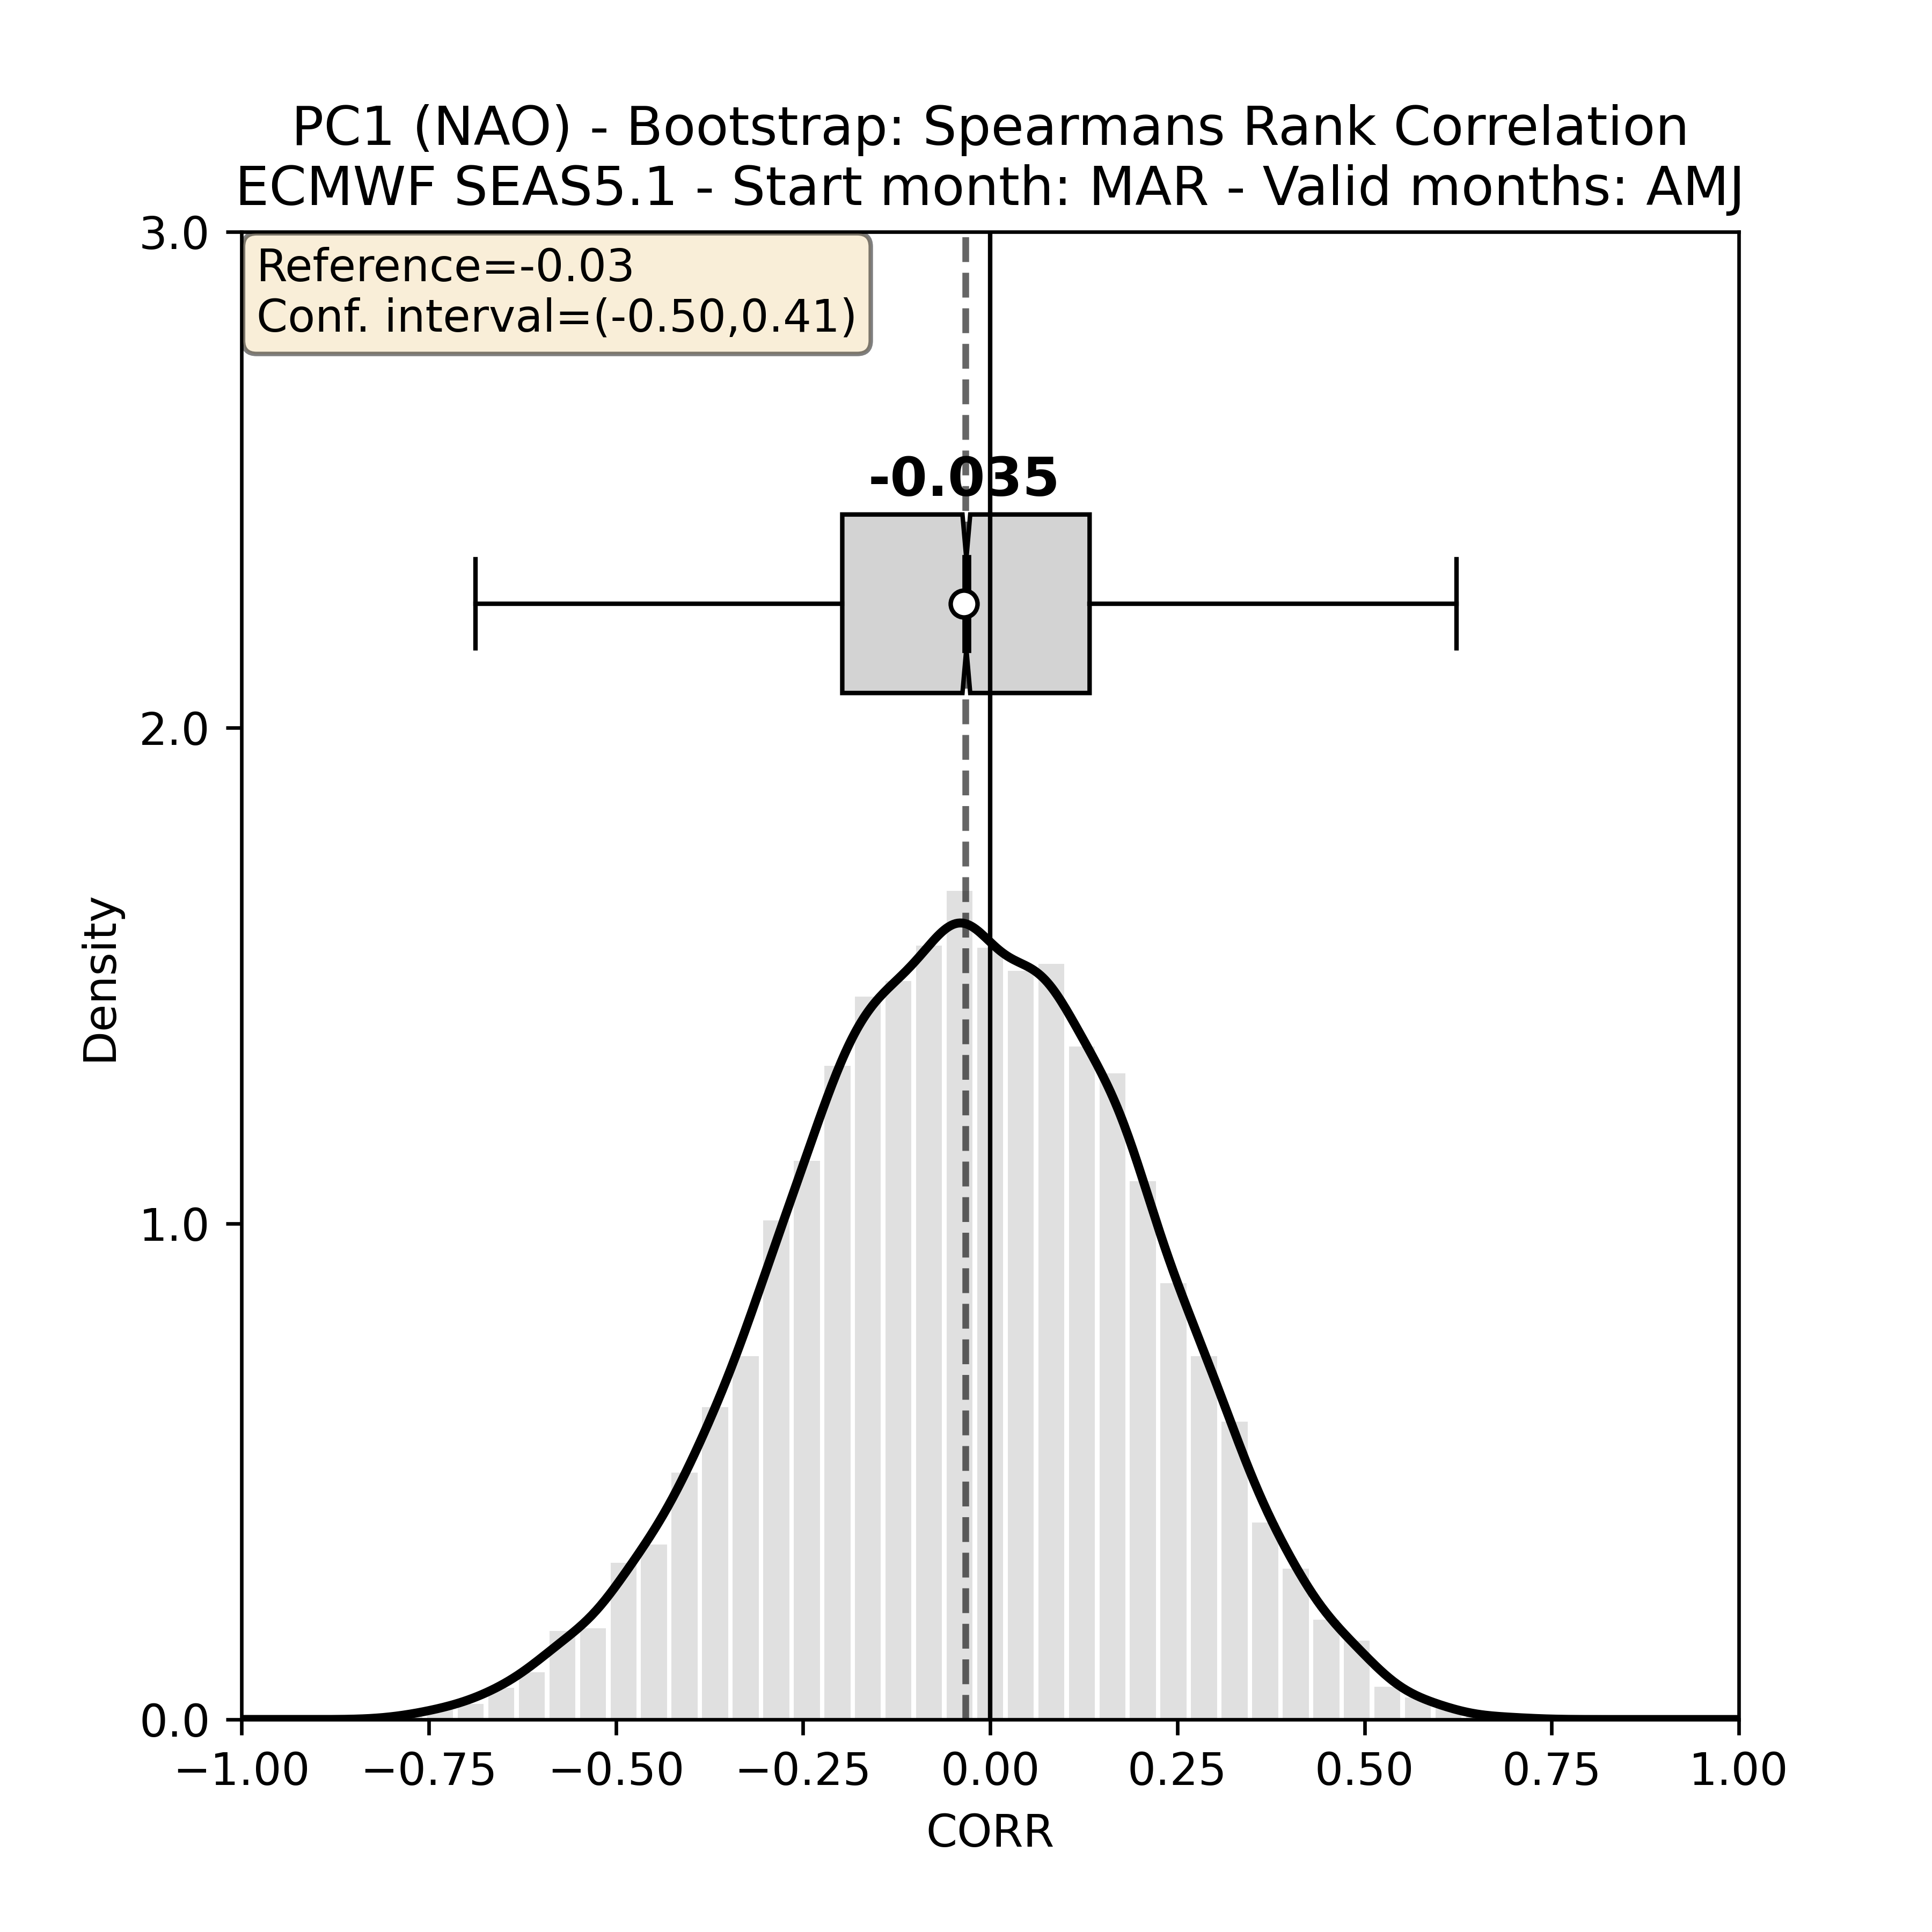 PC1 (NAO) - Bootstrap: Spearmans Rank Correlation
ECMWF SEAS5.1 - Start month: MAR - Valid months: AMJ
3.0
Reference=-0.03
Conf. interval=(-0.50,0.41)
-0.035
2.0
Density
1.0
0.0
−1.00 −0.75 −0.50 −0.25 0.00 0.25 0.50 0.75 1.00
CORR